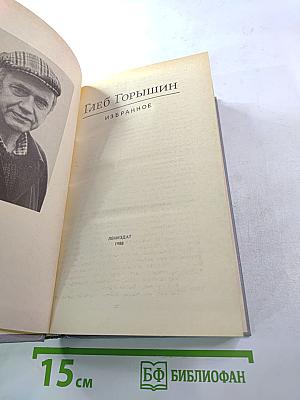 Глеб Горышин
ИЗБРАННОЕ
ЛЕНИЗДАТ
1988
15 см
БФ БИБЛИОФАН